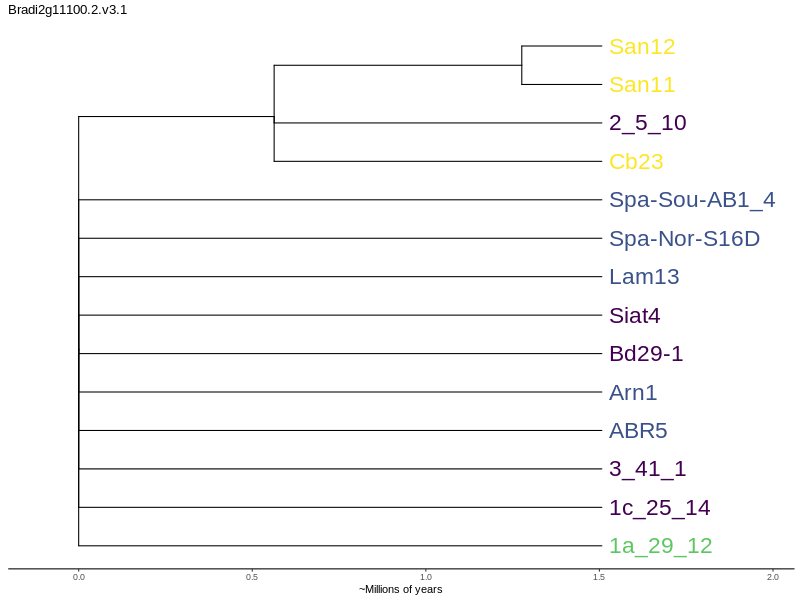 Bradi2g11100.2.v3.1
San12
San11
2_5_10
Cb23
Spa-Sou-AB1_4
Spa-Nor-S16D
Lam13
Siat4
Bd29-1
Arn1
ABR5
3_41_1
1c_25_14
1a_29_12
0.0 0.5 1.0 1.5 2.0
~Millions of years